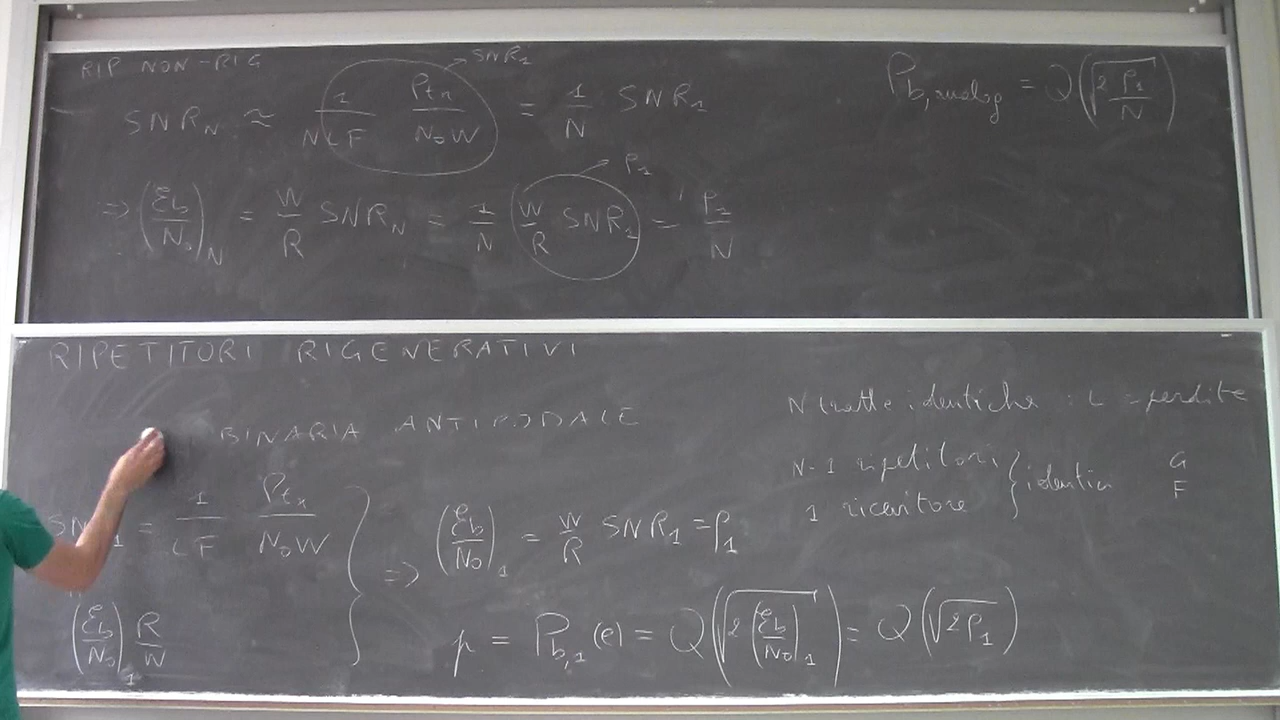 RIP NON-RIG
SNR_N ≈ 1/(NLF) P_tx/(N_0 W) = 1/N SNR_1
→ SNR_1
⇒ (ℰ_b/N_0)_N = W/R SNR_N = 1/N (W/R SNR_1) = ρ_1/N
→ ρ_1
P_b,analog = Q(√(2 ρ_1/N))
RIPETITORI RIGENERATIVI
BINARIA ANTIPODALE
SNR_1 = 1/(LF) P_tx/(N_0 W)
(ℰ_b/N_0)_1 R/W
} ⇒ (ℰ_b/N_0)_1 = W/R SNR_1 = ρ_1
p = P_b,1(e) = Q(√(2 (ℰ_b/N_0)_1)) = Q(√(2ρ_1))
N tratte identiche : L = perdite
N-1 ripetitori
1 ricevitore
} identici G
F